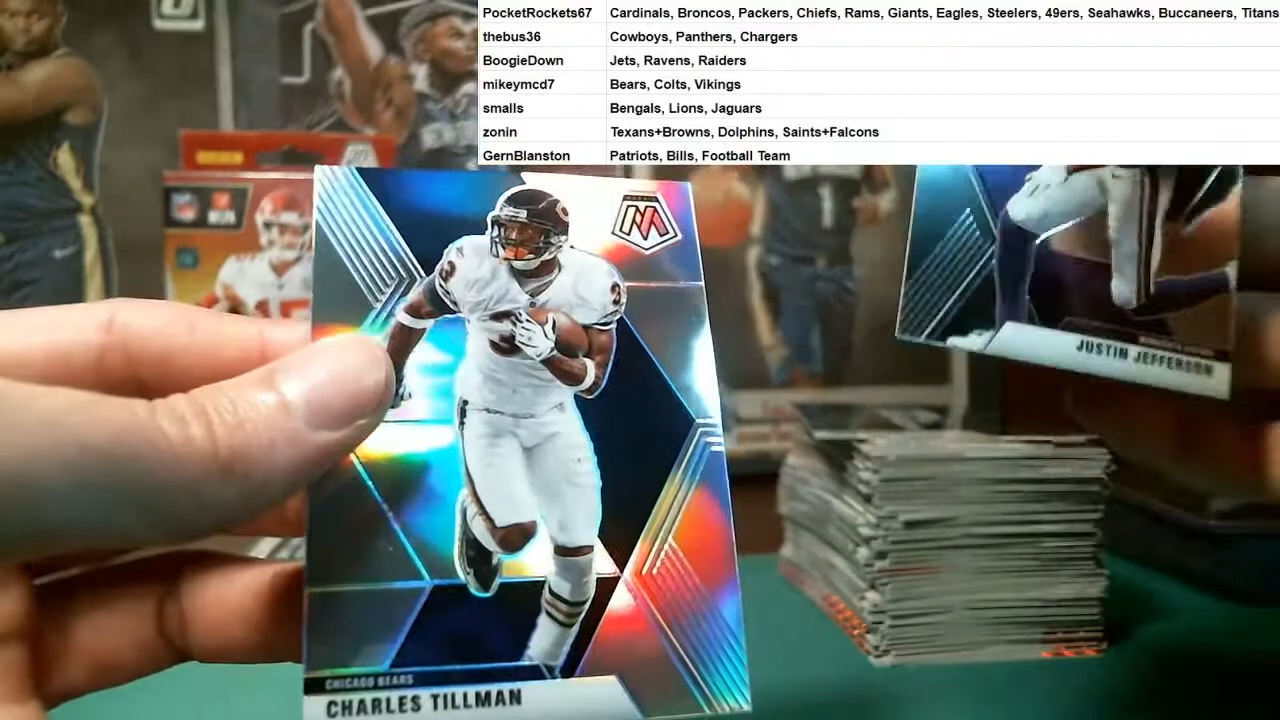 PocketRockets67 Cardinals, Broncos, Packers, Chiefs, Rams, Giants, Eagles, Steelers, 49ers, Seahawks, Buccaneers, Titans
thebus36 Cowboys, Panthers, Chargers
BoogieDown Jets, Ravens, Raiders
mikeymcd7 Bears, Colts, Vikings
smalls Bengals, Lions, Jaguars
zonin Texans+Browns, Dolphins, Saints+Falcons
GernBlanston Patriots, Bills, Football Team
JUSTIN JEFFERSON
CHICAGO BEARS
CHARLES TILLMAN